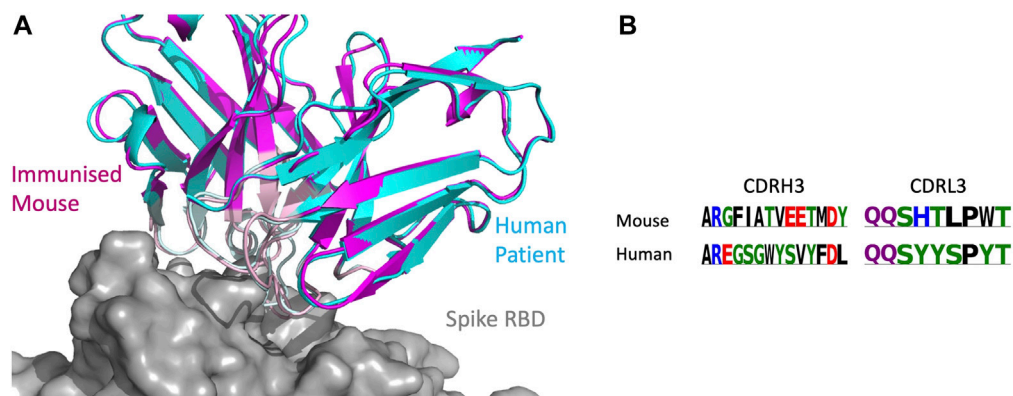 A
B
Immunised
Mouse
Human
Patient
Spike RBD
CDRH3
CDRL3
Mouse
ARGFIATVEETMDY
QQSHTLPWT
Human
AREGSGWYSVYFDL
QQSYYSPYT